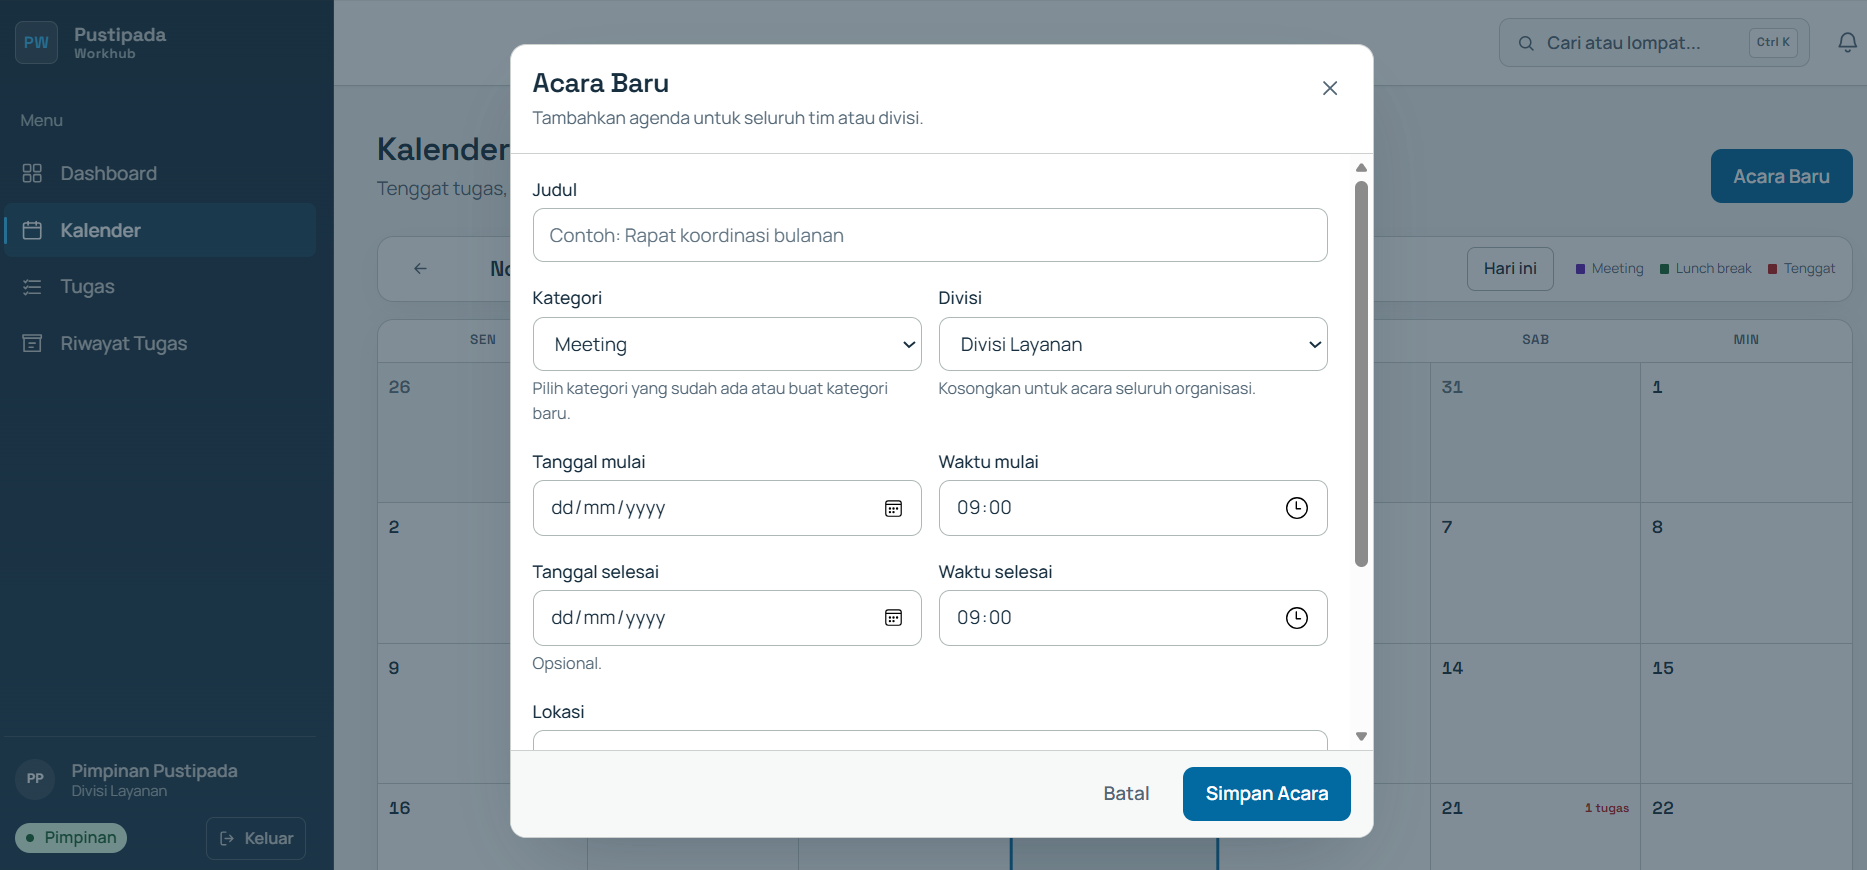 PW
Pustipada
Workhub
Menu
Dashboard
Kalender
Tugas
Riwayat Tugas
PP
Pimpinan Pustipada
Divisi Layanan
Pimpinan
Keluar
Cari atau lompat...
Ctrl K
Kalender
Tenggat tugas,
Acara Baru
Hari ini
Meeting
Lunch break
Tenggat
SEN
SAB
MIN
26
31
1
2
7
8
9
14
15
16
21
1 tugas
22
Acara Baru
Tambahkan agenda untuk seluruh tim atau divisi.
Judul
Contoh: Rapat koordinasi bulanan
Kategori
Divisi
Meeting
Divisi Layanan
Pilih kategori yang sudah ada atau buat kategori
baru.
Kosongkan untuk acara seluruh organisasi.
Tanggal mulai
Waktu mulai
dd/mm/yyyy
09:00
Tanggal selesai
Waktu selesai
dd/mm/yyyy
09:00
Opsional.
Lokasi
Batal
Simpan Acara